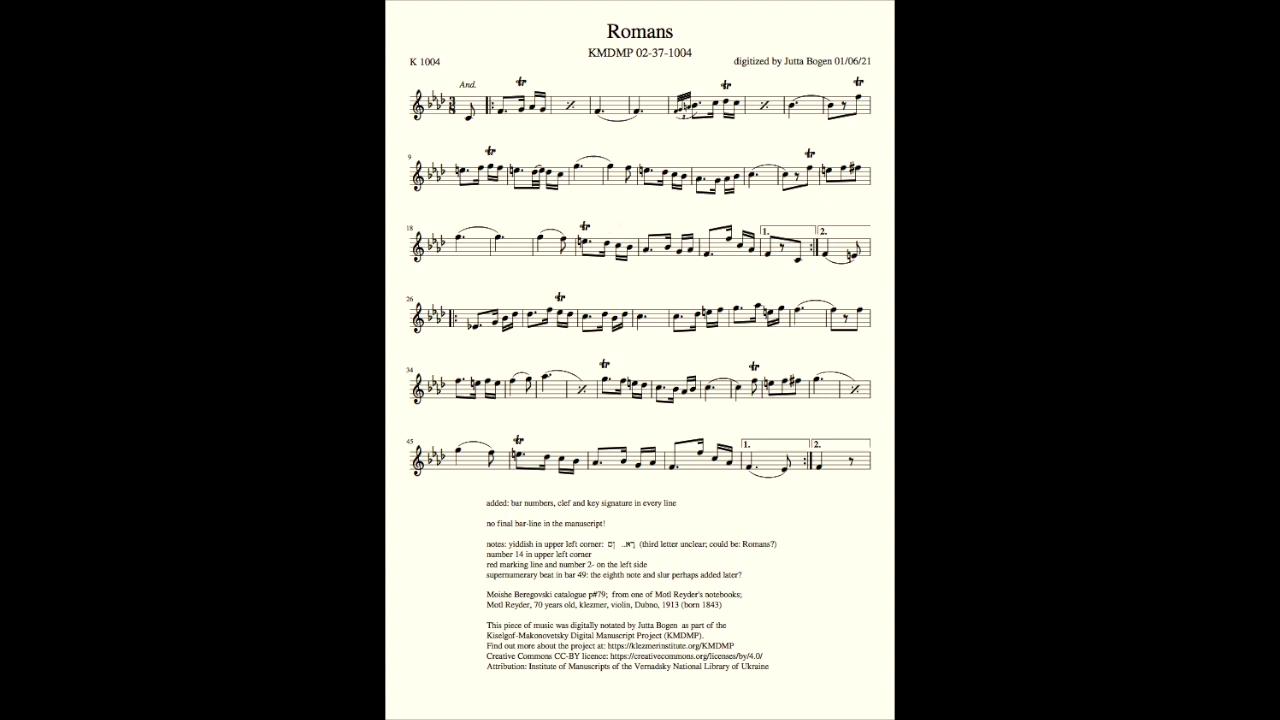 Romans
KMDMP 02-37-1004
K 1004
digitized by Jutta Bogen 01/06/21
And.
9
18
1.
2.
26
34
45
1.
2.
added: bar numbers, clef and key signature in every line
no final bar-line in the manuscript!
notes: yiddish in upper left corner: (third letter unclear; could be: Romans?)
number 14 in upper left corner
red marking line and number 2- on the left side
supernumerary beat in bar 49: the eighth note and slur perhaps added later?
Moishe Beregovski catalogue p#79; from one of Motl Reyder's notebooks;
Motl Reyder, 70 years old, klezmer, violin, Dubno, 1913 (born 1843)
This piece of music was digitally notated by Jutta Bogen as part of the
Kiselgof-Makonovetsky Digital Manuscript Project (KMDMP).
Find out more about the project at: https://klezmerinstitute.org/KMDMP
Creative Commons CC-BY licence: https://creativecommons.org/licenses/by/4.0/
Attribution: Institute of Manuscripts of the Vernadsky National Library of Ukraine